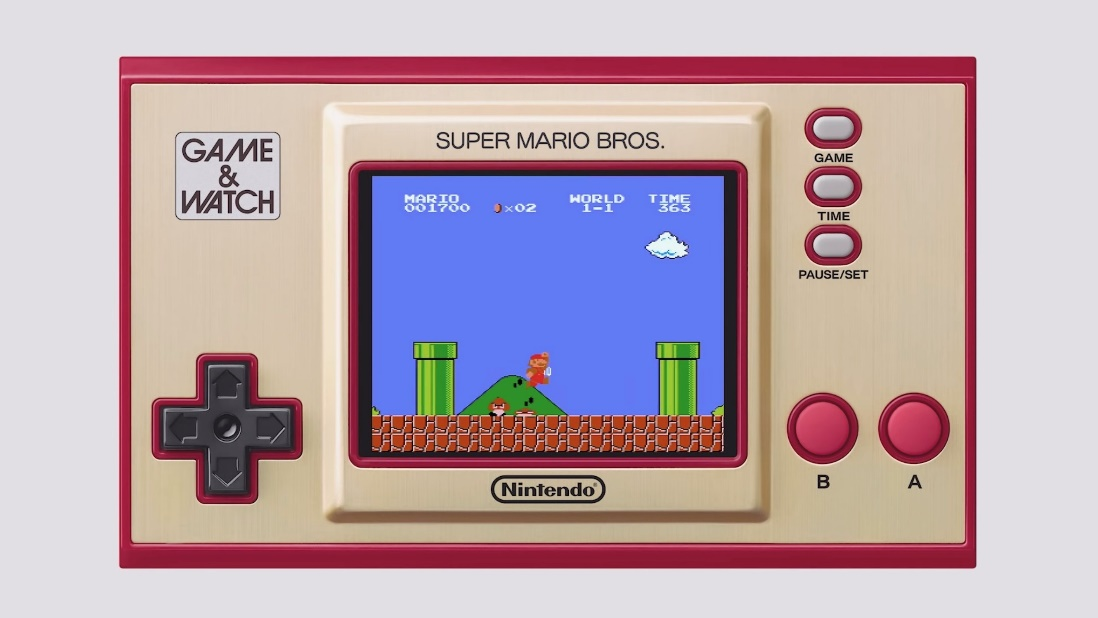 GAME
&
WATCH
SUPER MARIO BROS.
MARIO WORLD TIME
001700 ×02 1-1 363
GAME
TIME
PAUSE/SET
B A
Nintendo®